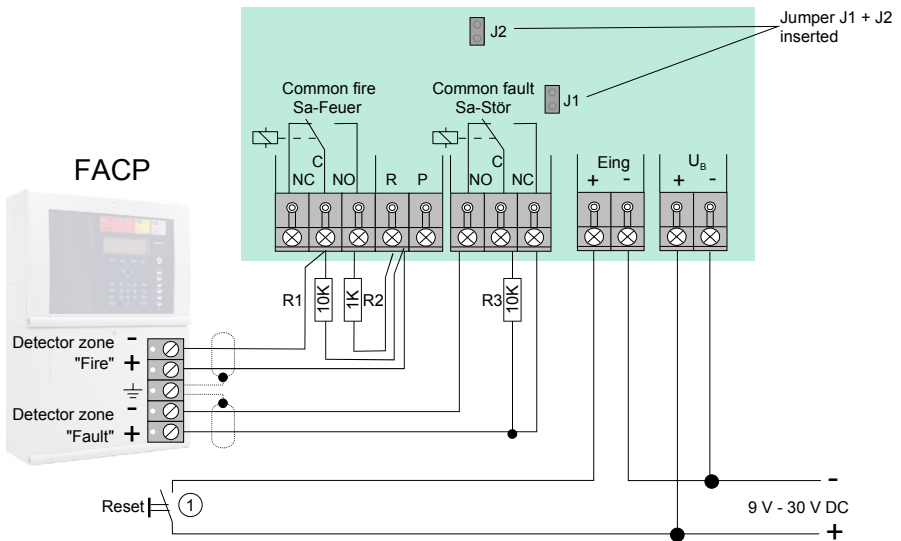 J2
Jumper J1 + J2
inserted
Common fire
Sa-Feuer
Common fault
Sa-Stör
J1
FACP
C
NC
NO
R
P
C
NO
NC
Eing
+ -
U_B
+ -
R1
10K
1K
R2
R3
10K
Detector zone
"Fire"
-
+
Detector zone
"Fault"
-
+
Reset
1
-
9 V - 30 V DC
+